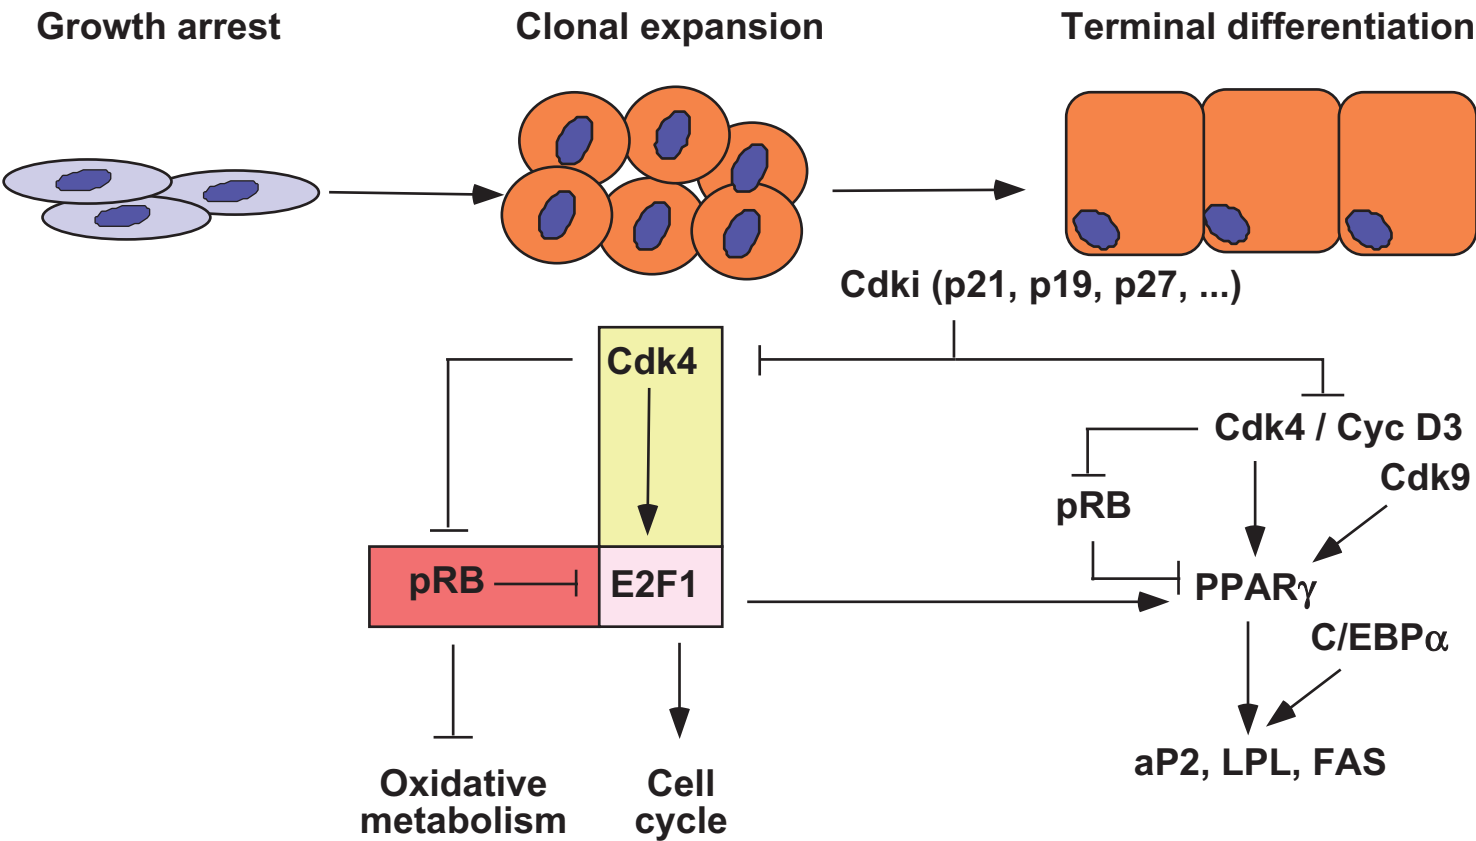 Growth arrest
Clonal expansion
Terminal differentiation
Cdki (p21, p19, p27, ...)
Cdk4
Cdk4 / Cyc D3
Cdk9
pRB
pRB
E2F1
PPARγ
C/EBPα
aP2, LPL, FAS
Oxidative
metabolism
Cell
cycle